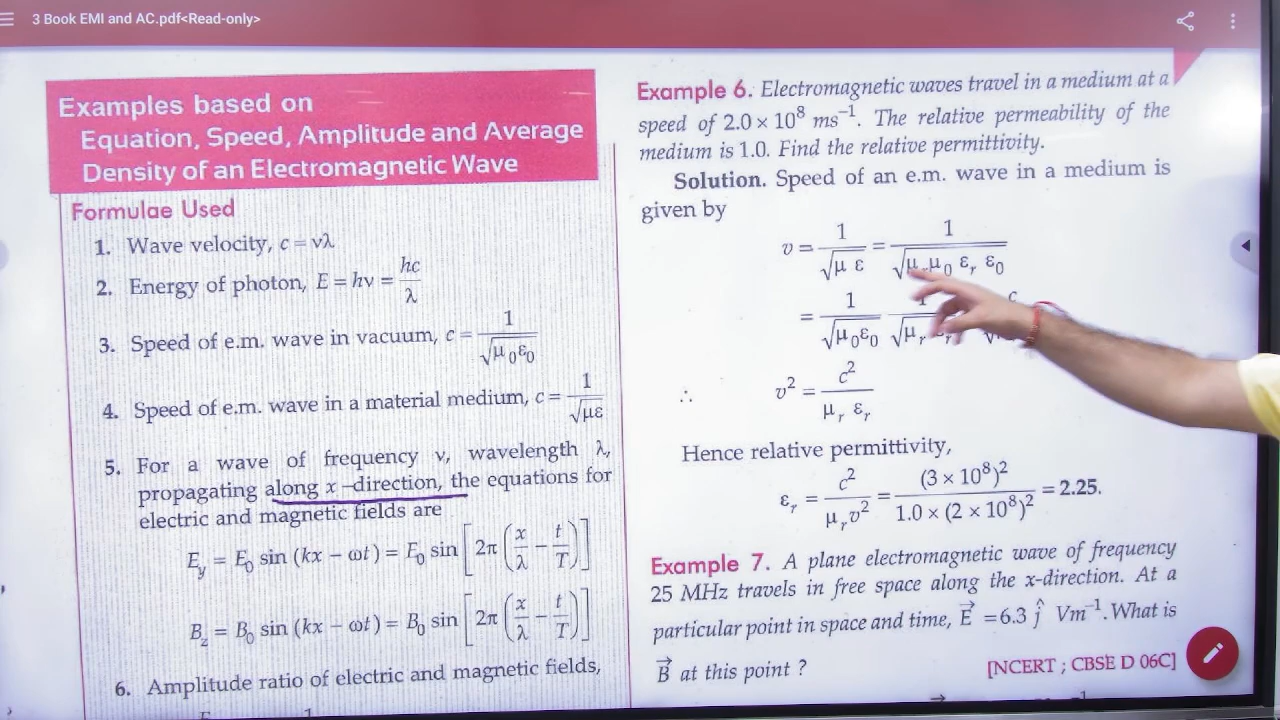 3 Book EMI and AC.pdf<Read-only>
Examples based on
Equation, Speed, Amplitude and Average
Density of an Electromagnetic Wave
Formulae Used
1. Wave velocity, c = νλ
2. Energy of photon, E = hν = hc/λ
3. Speed of e.m. wave in vacuum, c = 1/√μ₀ε₀
4. Speed of e.m. wave in a material medium, c = 1/√με
5. For a wave of frequency ν, wavelength λ,
propagating along x –direction, the equations for
electric and magnetic fields are
E_y = E₀ sin (kx − ωt) = E₀ sin [2π (x/λ − t/T)]
B_z = B₀ sin (kx − ωt) = B₀ sin [2π (x/λ − t/T)]
6. Amplitude ratio of electric and magnetic fields,
Example 6. Electromagnetic waves travel in a medium at a
speed of 2.0 × 10⁸ ms⁻¹. The relative permeability of the
medium is 1.0. Find the relative permittivity.
Solution. Speed of an e.m. wave in a medium is
given by
υ = 1/√μ ε = 1/√μ_r μ₀ ε_r ε₀
= 1/√μ₀ε₀
∴ υ² = c²/μ_r ε_r
Hence relative permittivity,
ε_r = c²/μ_r υ² = (3 × 10⁸)²/1.0 × (2 × 10⁸)² = 2.25.
Example 7. A plane electromagnetic wave of frequency
25 MHz travels in free space along the x-direction. At a
particular point in space and time, E⃗ = 6.3 ĵ Vm⁻¹. What is
B⃗ at this point ?
[NCERT ; CBSE D 06C]